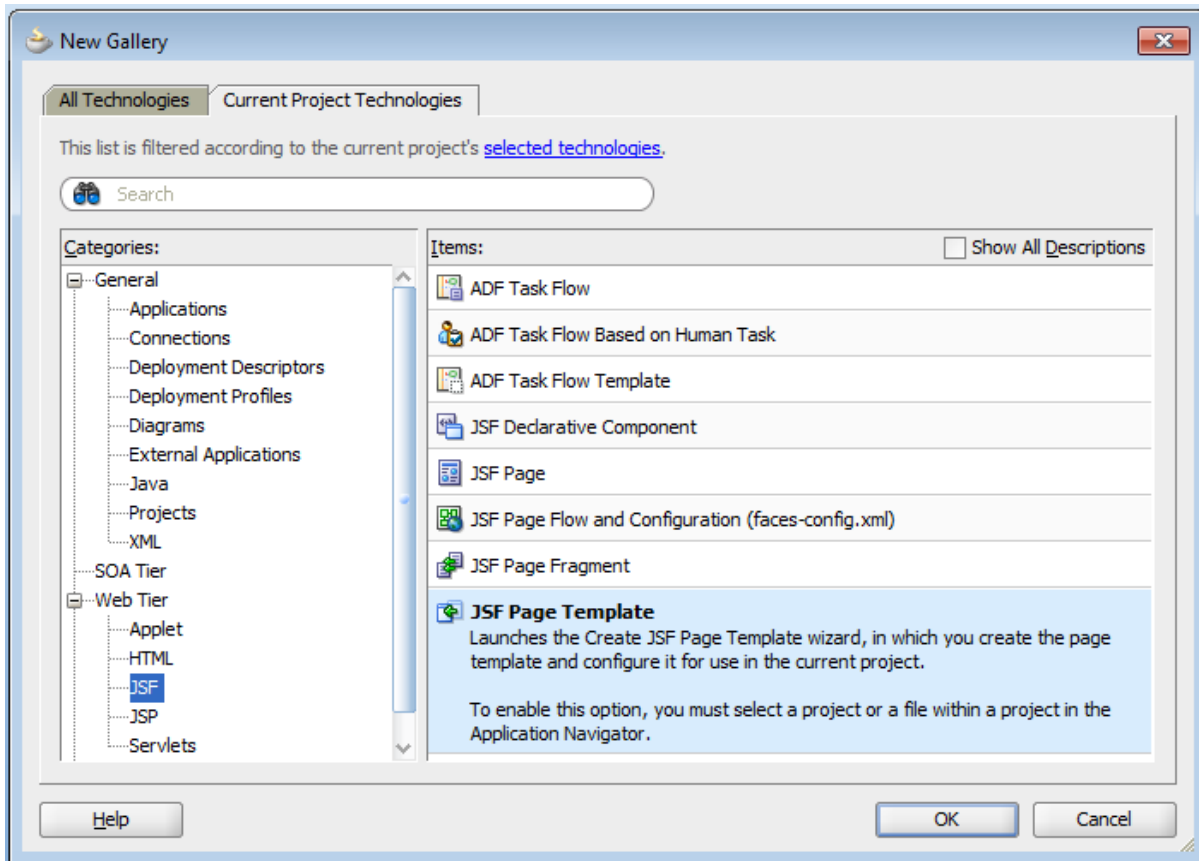 New Gallery
All Technologies
Current Project Technologies
This list is filtered according to the current project's selected technologies.
Search
Categories:
General
Applications
Connections
Deployment Descriptors
Deployment Profiles
Diagrams
External Applications
Java
Projects
XML
SOA Tier
Web Tier
Applet
HTML
JSF
JSP
Servlets
Items:
Show All Descriptions
ADF Task Flow
ADF Task Flow Based on Human Task
ADF Task Flow Template
JSF Declarative Component
JSF Page
JSF Page Flow and Configuration (faces-config.xml)
JSF Page Fragment
JSF Page Template
Launches the Create JSF Page Template wizard, in which you create the page
template and configure it for use in the current project.
To enable this option, you must select a project or a file within a project in the
Application Navigator.
Help
OK
Cancel